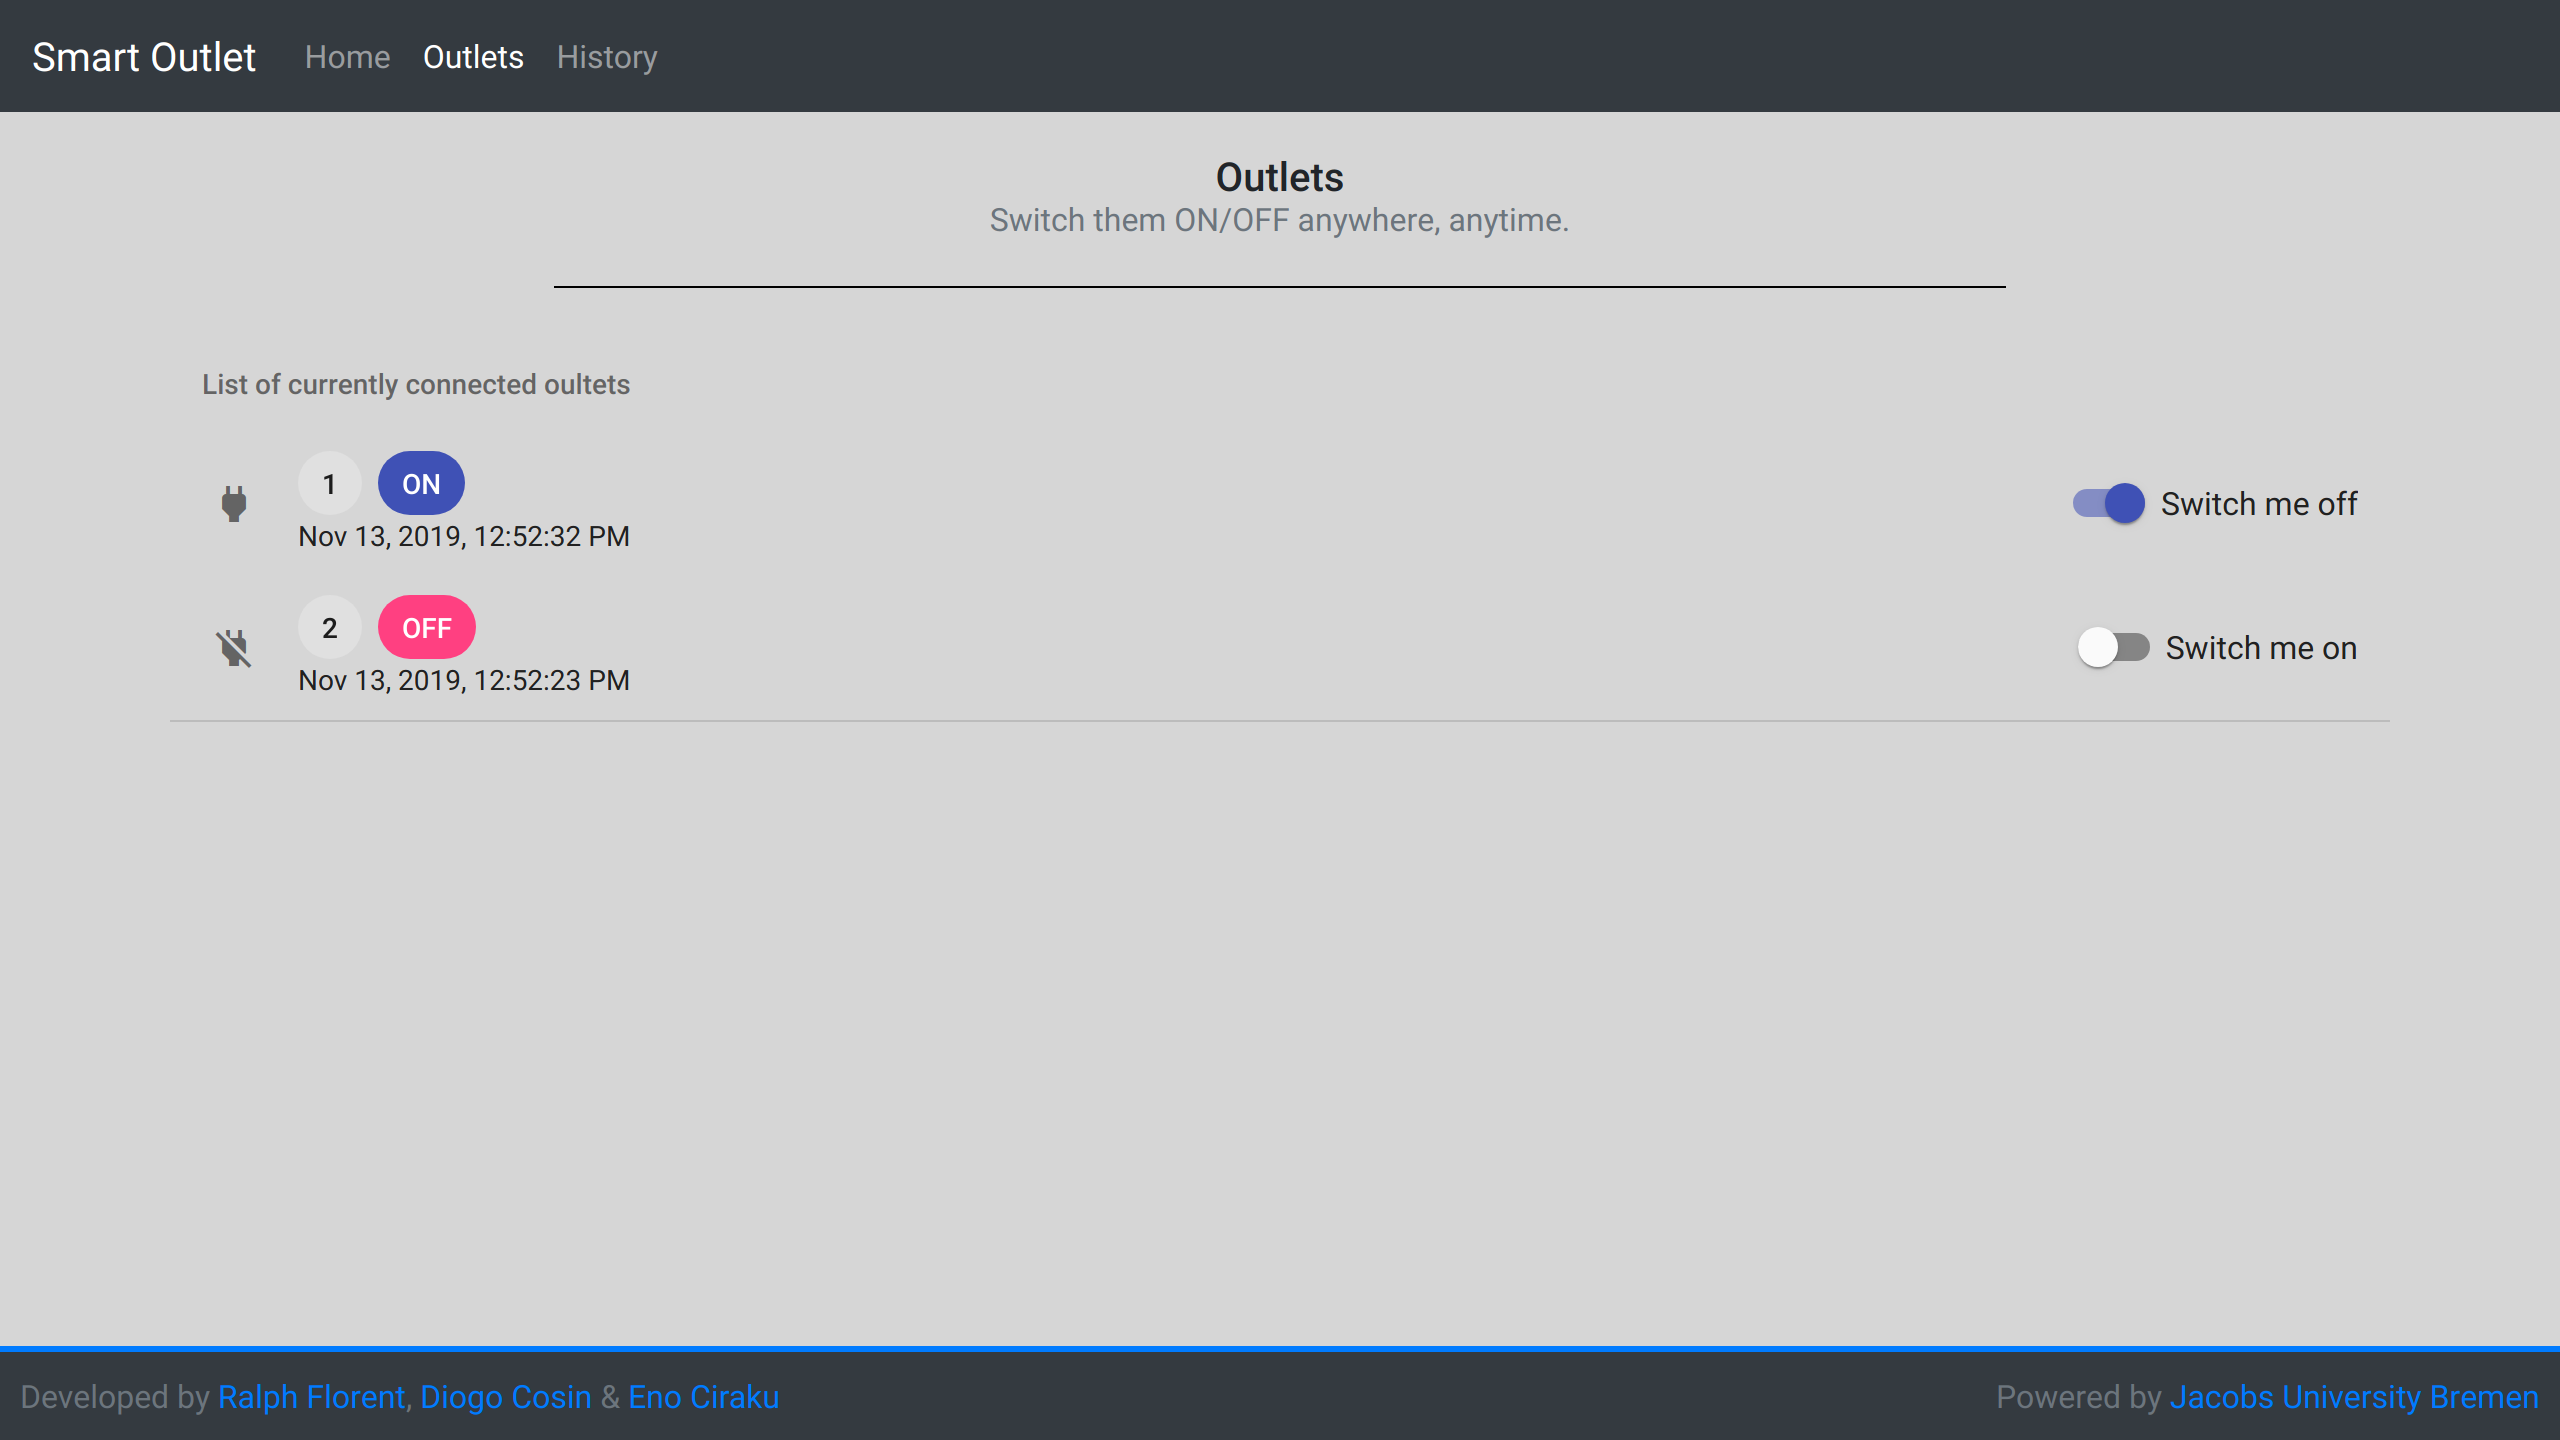 Smart Outlet Home Outlets History
Outlets
Switch them ON/OFF anywhere, anytime.
List of currently connected oultets
1 ON
Nov 13, 2019, 12:52:32 PM
Switch me off
2 OFF
Nov 13, 2019, 12:52:23 PM
Switch me on
Developed by Ralph Florent, Diogo Cosin & Eno Ciraku
Powered by Jacobs University Bremen